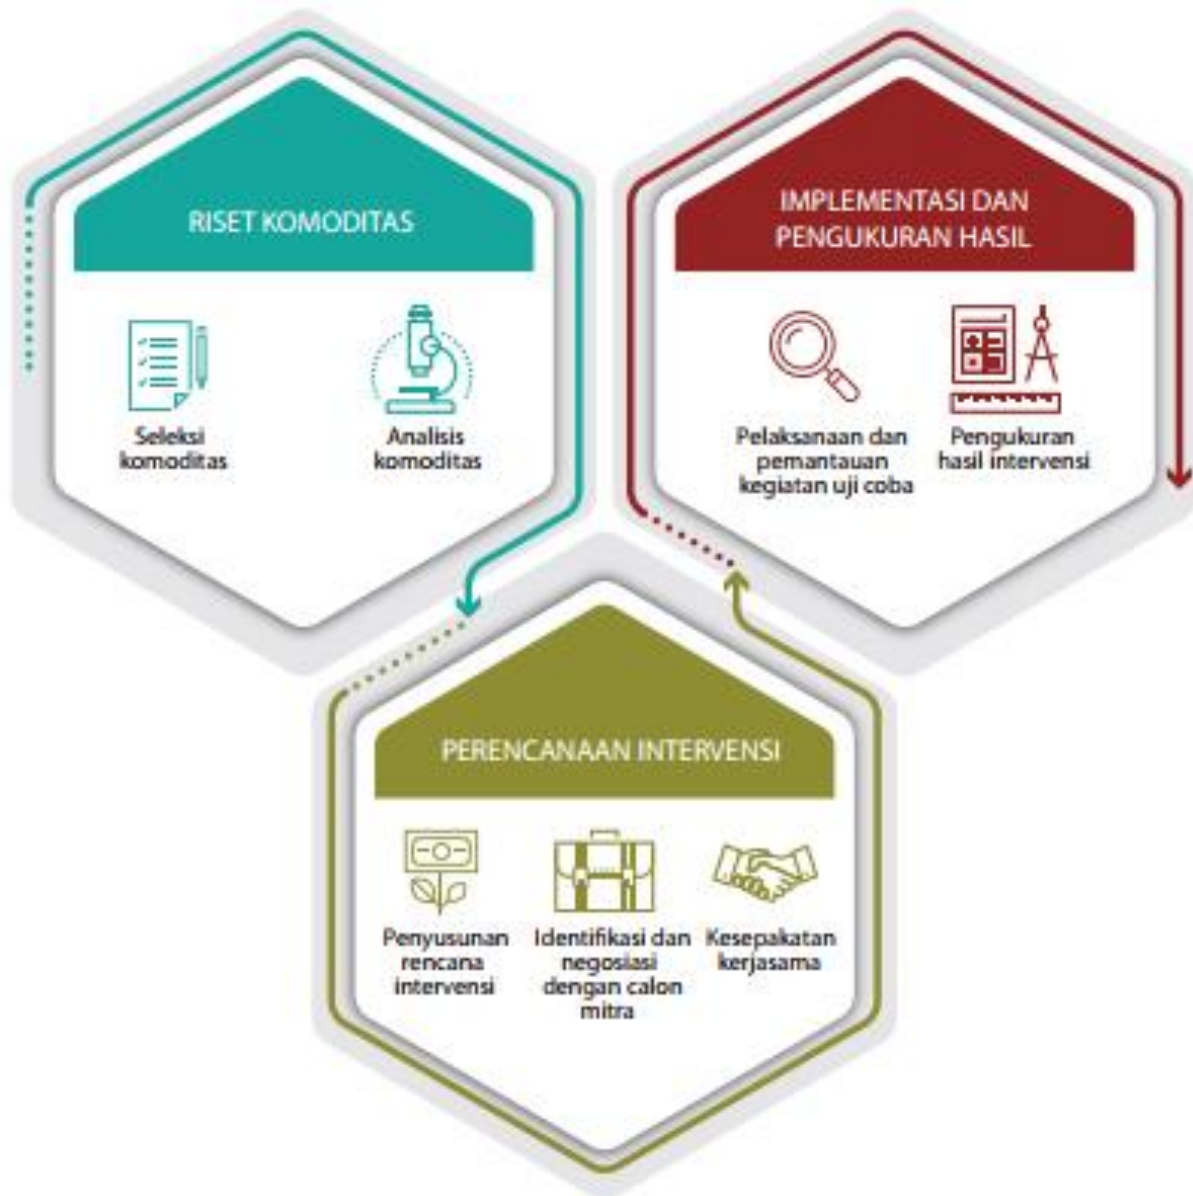 RISET KOMODITAS
Seleksi
komoditas
Analisis
komoditas
IMPLEMENTASI DAN
PENGUKURAN HASIL
Pelaksanaan dan
pemantauan
kegiatan uji coba
Pengukuran
hasil intervensi
PERENCANAAN INTERVENSI
Penyusunan
rencana
intervensi
Identifikasi dan
negosiasi
dengan calon
mitra
Kesepakatan
kerjasama